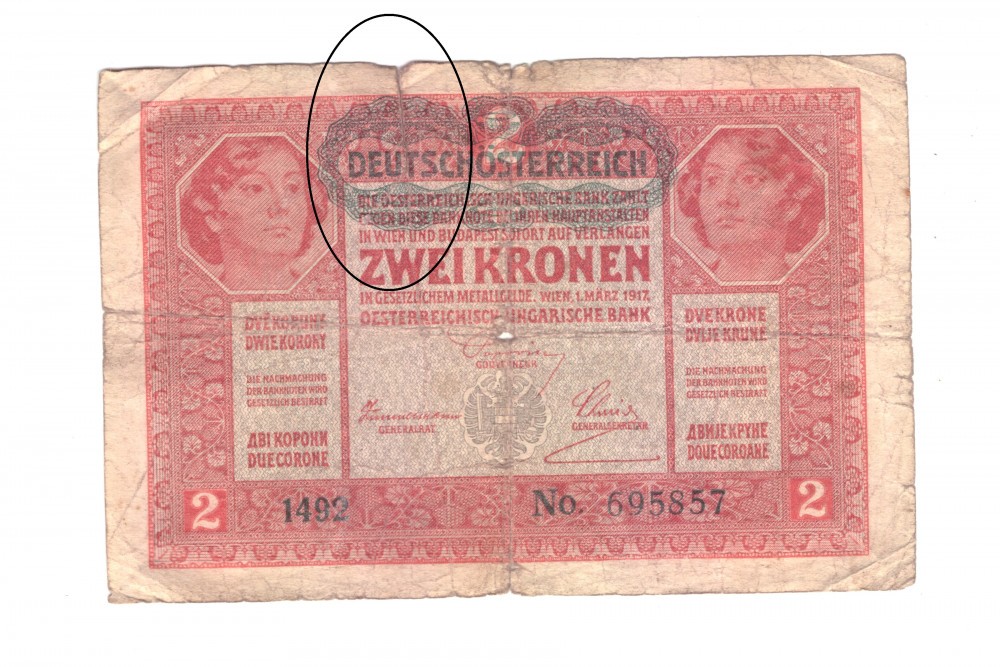 2
DEUTSCHÖSTERREICH
DIE OESTERREICHISCH-UNGARISCHE BANK ZAHLT
GEGEN DIESE BANKNOTE BEI IHREN HAUPTANSTALTEN
IN WIEN UND BUDAPEST SOFORT AUF VERLANGEN
ZWEI KRONEN
IN GESETZLICHEM METALLGELDE. WIEN, 1. MÄRZ 1917.
OESTERREICHISCH-UNGARISCHE BANK
DVĚ KORUNY
DWIE KORONY
DIE NACHMACHUNG
DER BANKNOTEN WIRD
GESETZLICH BESTRAFT
ДВІ КОРОНИ
DUE CORONE
GOUVERNEUR
GENERALRAT
GENERALSEKRETÄR
DVE KRONE
DVIJE KRUNE
DIE NACHMACHUNG
DER BANKNOTEN WIRD
GESETZLICH BESTRAFT
ДВИЈЕ КРУНЕ
DOUE COROANE
2
1492
No. 695857
2